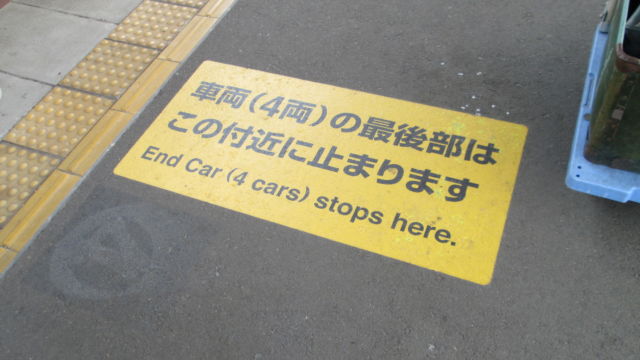 車両(4両)の最後部は
この付近に止まります
End Car (4 cars) stops here.